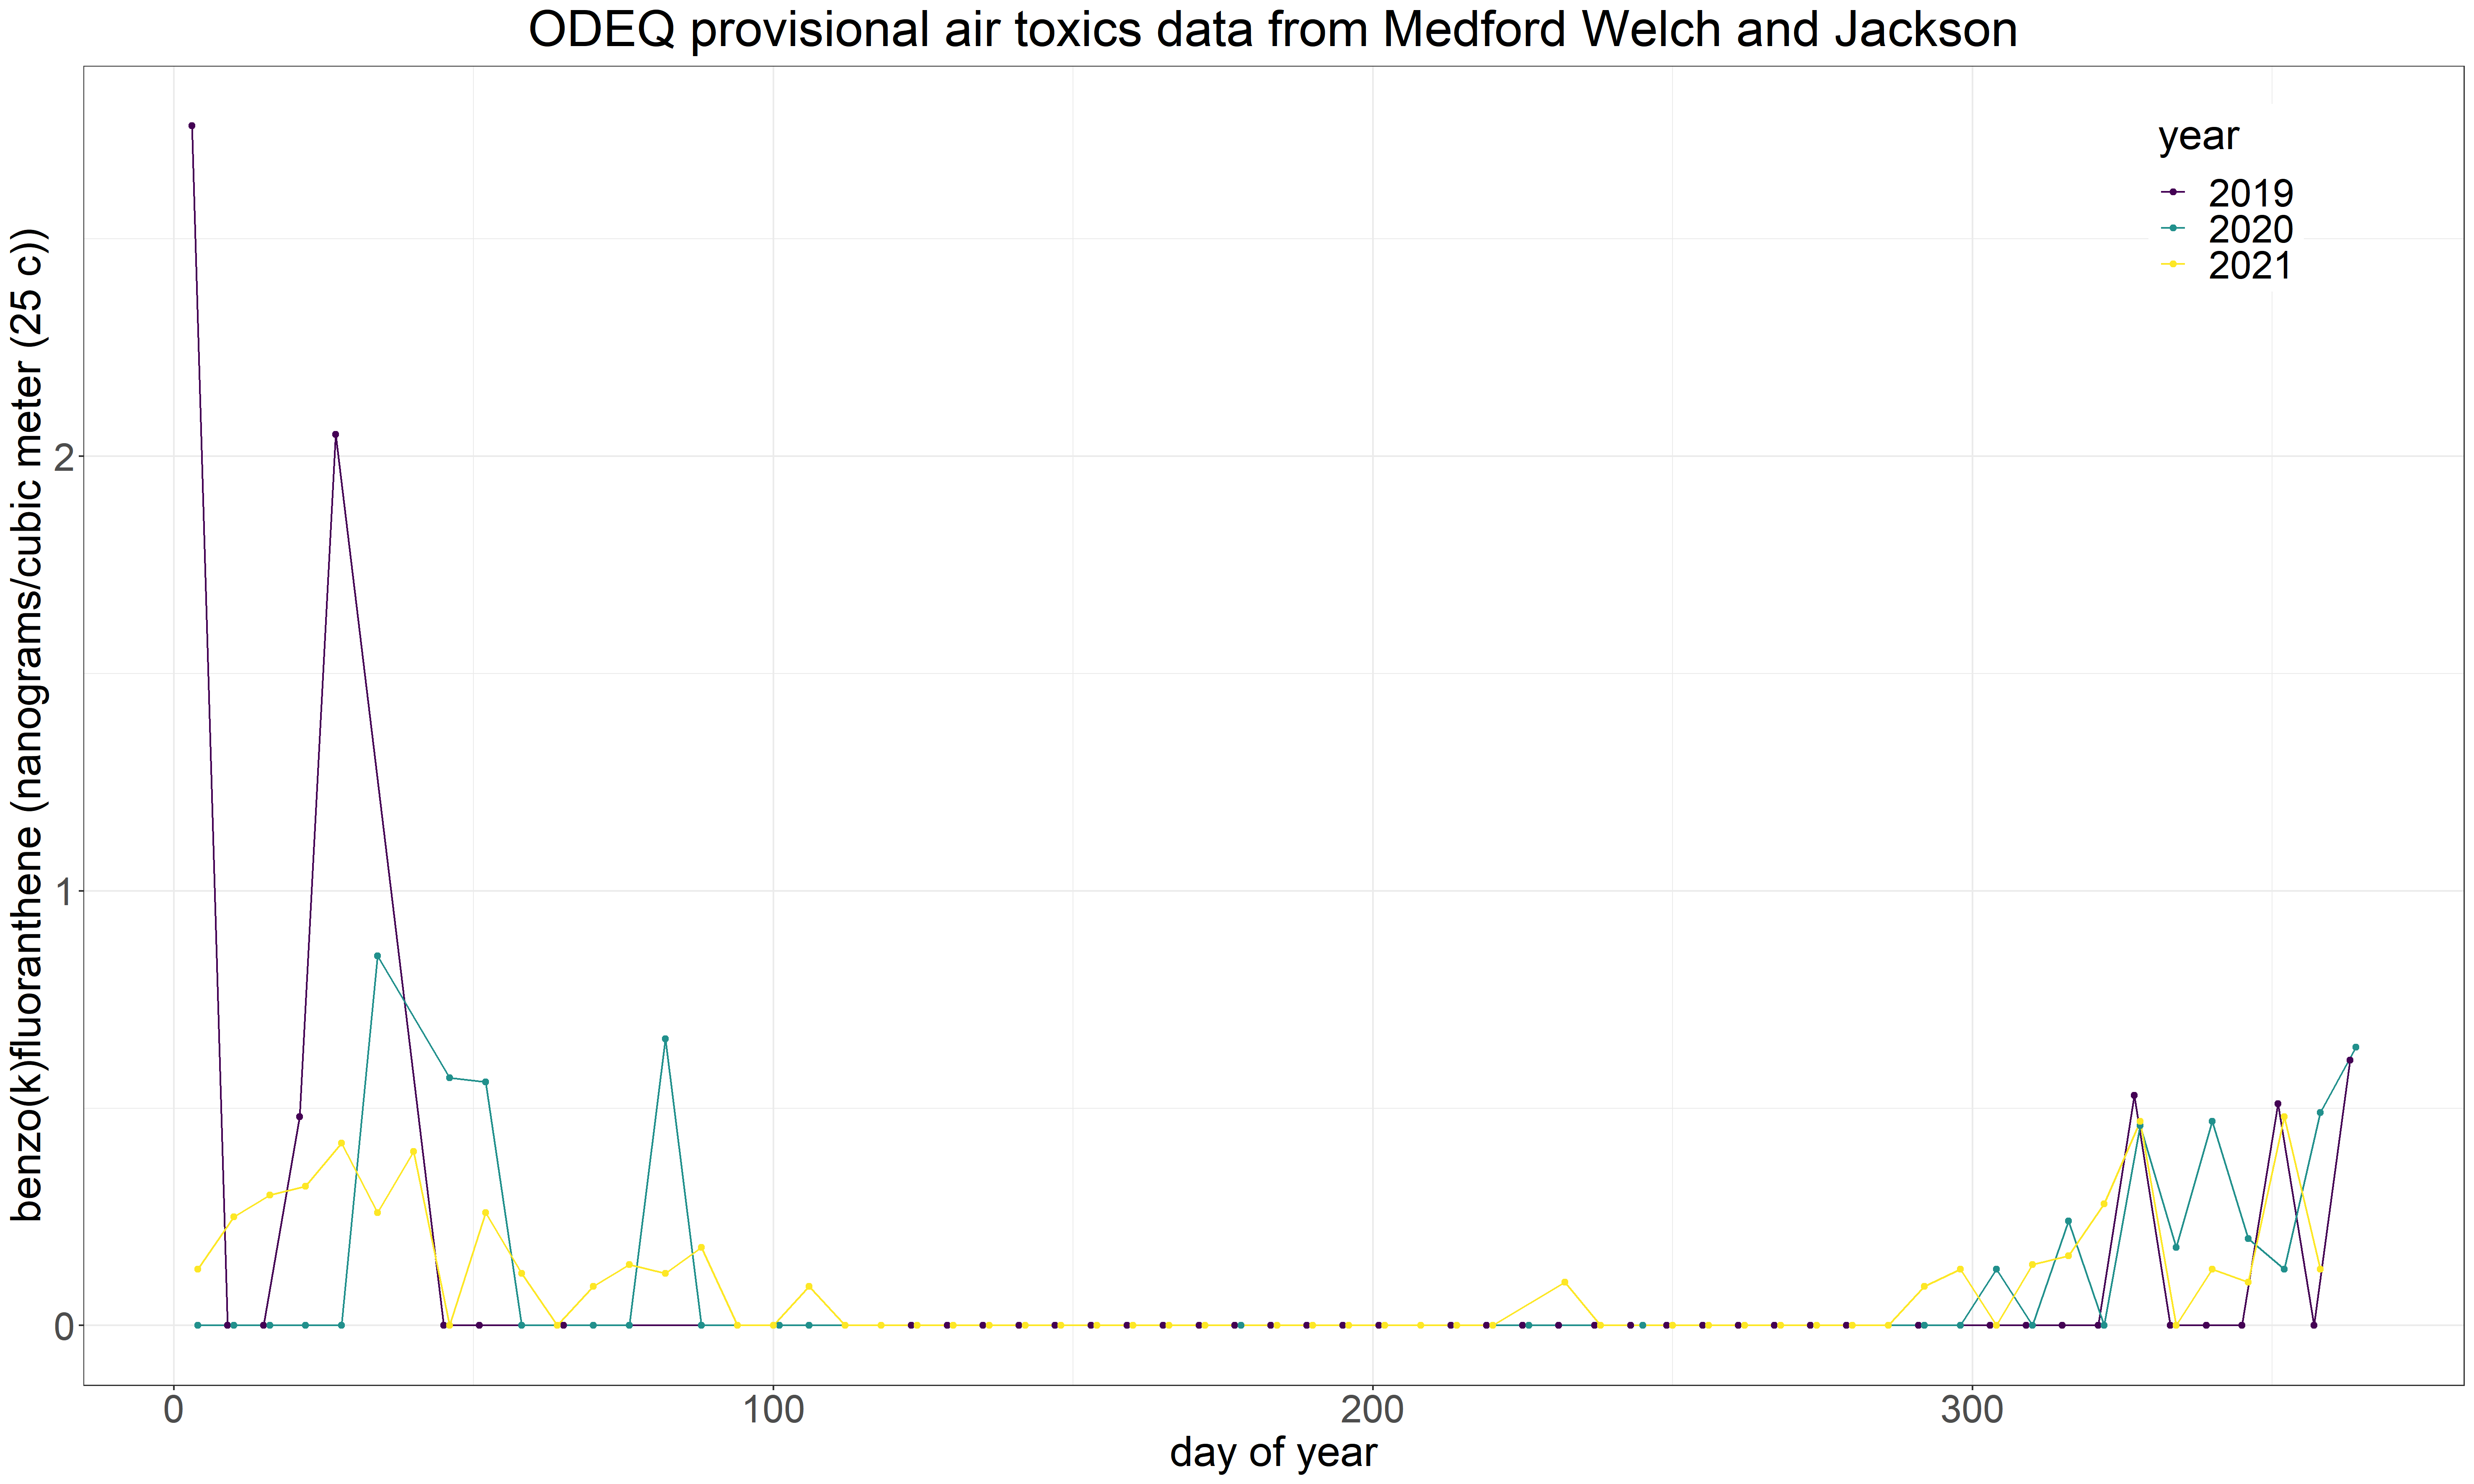 ODEQ provisional air toxics data from Medford Welch and Jackson
benzo(k)fluoranthene (nanograms/cubic meter (25 c))
year
2019
2020
2021
2
1
0
0 100 200 300
day of year